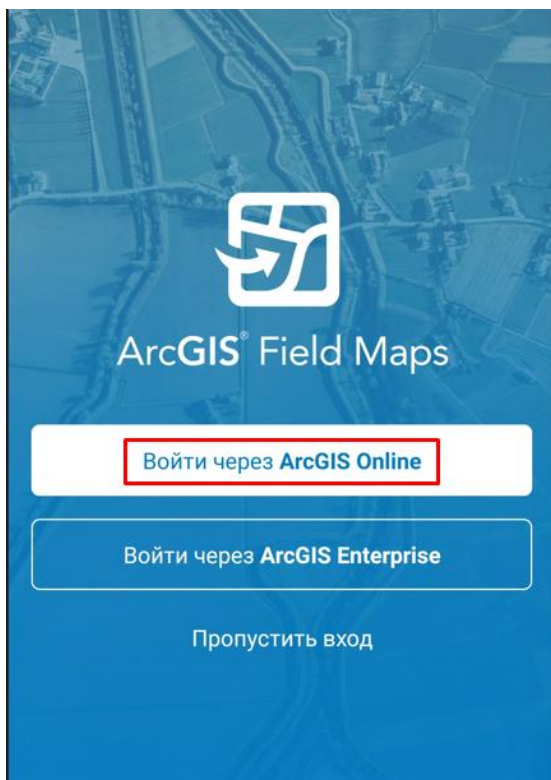 ArcGIS® Field Maps
Войти через ArcGIS Online
Войти через ArcGIS Enterprise
Пропустить вход